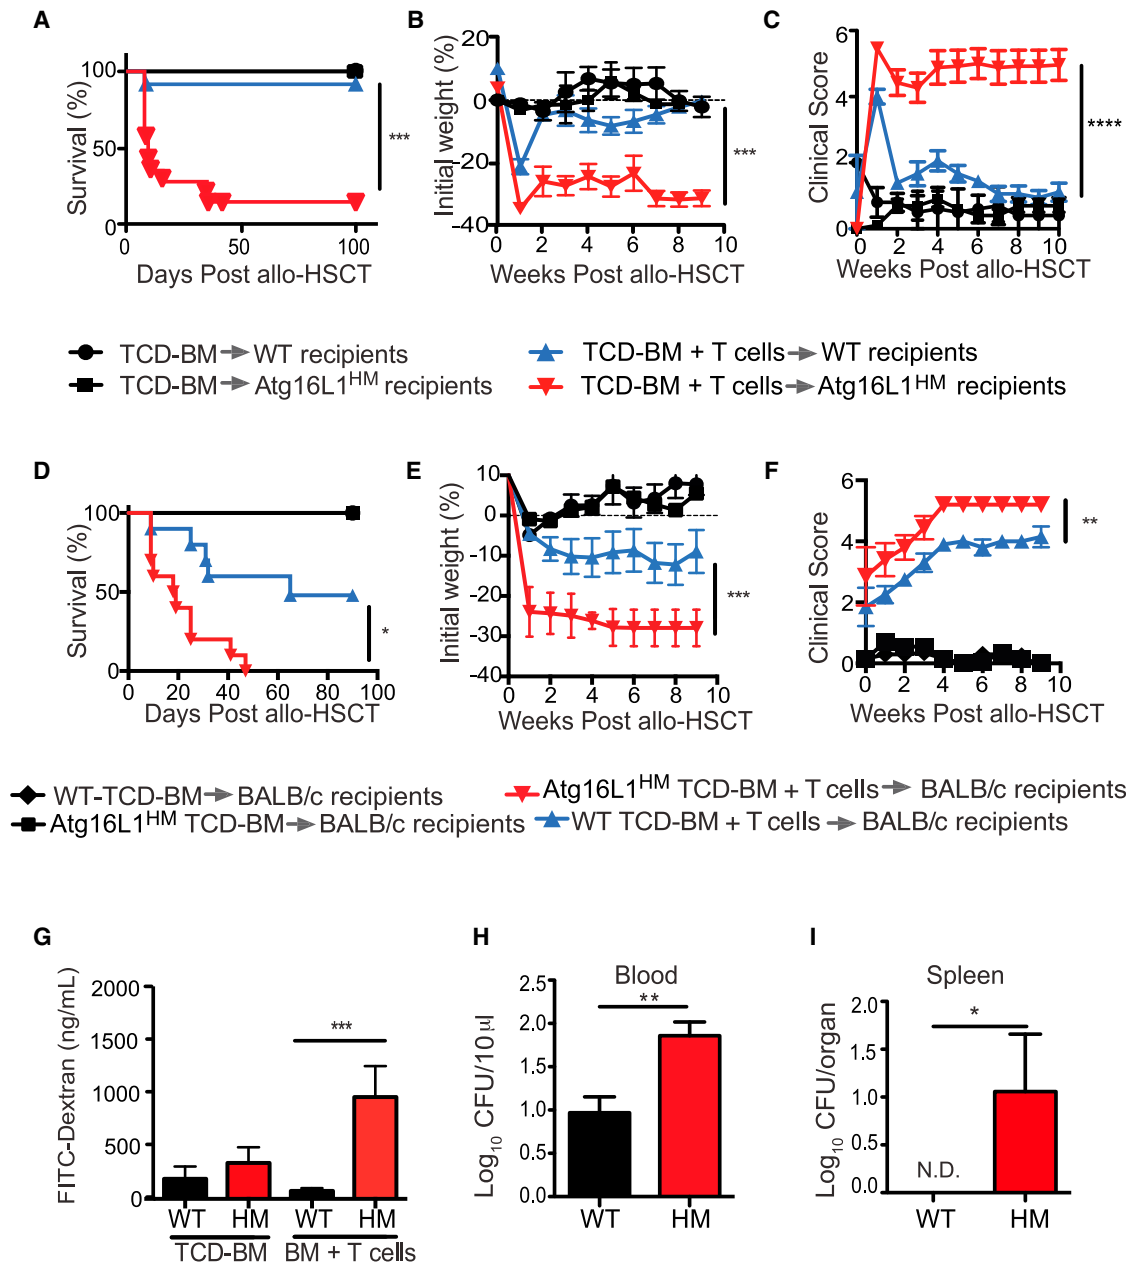 A
Survival (%)
100
50
0
0 50 100
Days Post allo-HSCT
***
B
Initial weight (%)
20
0
−20
−40
0 2 4 6 8 10
Weeks Post allo-HSCT
***
C
Clinical Score
6
4
2
0
0 2 4 6 8 10
Weeks Post allo-HSCT
****
TCD-BM → WT recipients
TCD-BM → Atg16L1HM recipients
TCD-BM + T cells → WT recipients
TCD-BM + T cells → Atg16L1HM recipients
D
Survival (%)
100
50
0
0 20 40 60 80 100
Days Post allo-HSCT
*
E
Initial weight (%)
10
0
−10
−20
−30
−40
0 2 4 6 8 10
Weeks Post allo-HSCT
***
F
Clinical Score
6
4
2
0
0 2 4 6 8 10
Weeks Post allo-HSCT
**
WT-TCD-BM → BALB/c recipients
Atg16L1HM TCD-BM → BALB/c recipients
Atg16L1HM TCD-BM + T cells → BALB/c recipients
WT TCD-BM + T cells → BALB/c recipients
G
FITC-Dextran (ng/mL)
2000
1500
1000
500
0
***
WT HM WT HM
TCD-BM BM + T cells
H
Blood
Log10 CFU/10 µl
2.5
2.0
1.5
1.0
0.5
0.0
**
WT HM
I
Spleen
Log10 CFU/organ
2.0
1.5
1.0
0.5
0.0
*
N.D.
WT HM